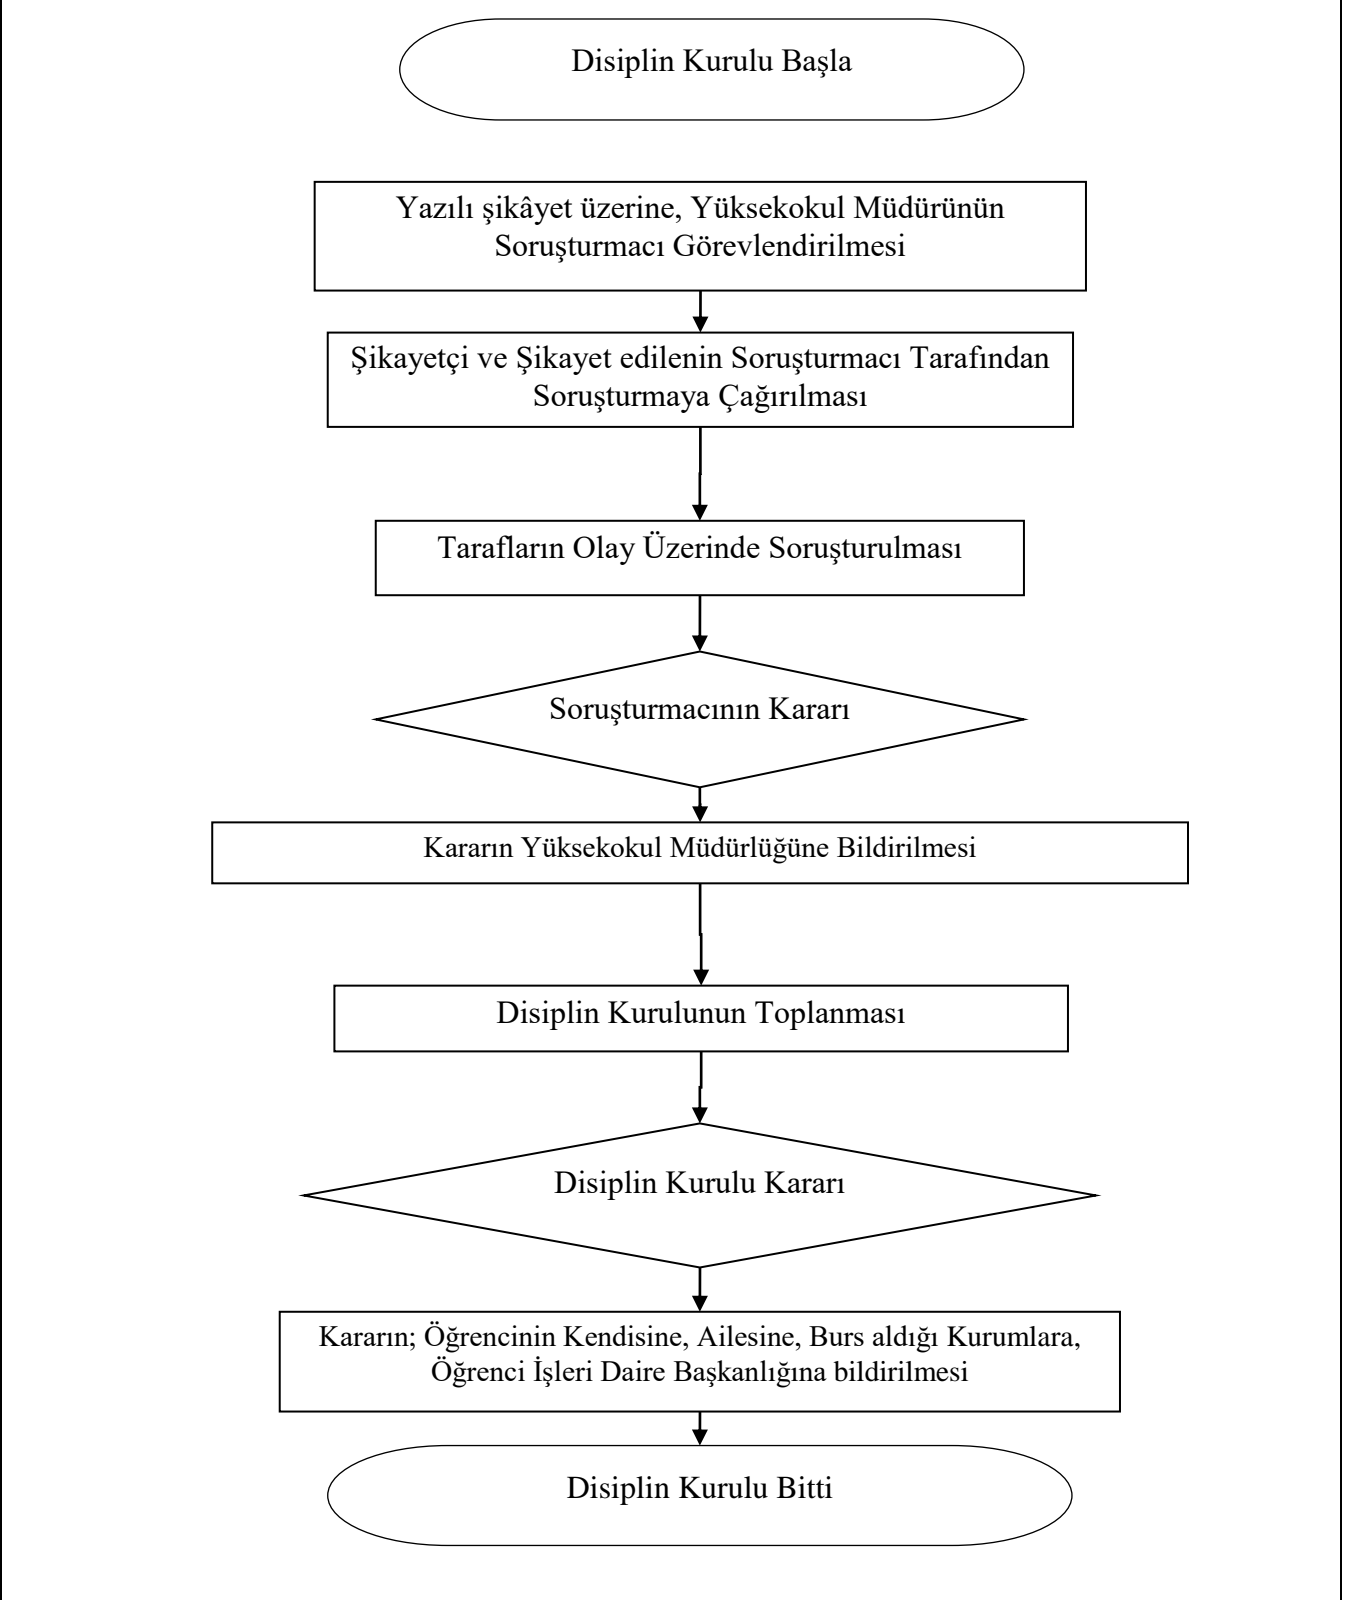 Disiplin Kurulu Başla
Yazılı şikâyet üzerine, Yüksekokul Müdürünün
Soruşturmacı Görevlendirilmesi
Şikayetçi ve Şikayet edilenin Soruşturmacı Tarafından
Soruşturmaya Çağırılması
Tarafların Olay Üzerinde Soruşturulması
Soruşturmacının Kararı
Kararın Yüksekokul Müdürlüğüne Bildirilmesi
Disiplin Kurulunun Toplanması
Disiplin Kurulu Kararı
Kararın; Öğrencinin Kendisine, Ailesine, Burs aldığı Kurumlara,
Öğrenci İşleri Daire Başkanlığına bildirilmesi
Disiplin Kurulu Bitti